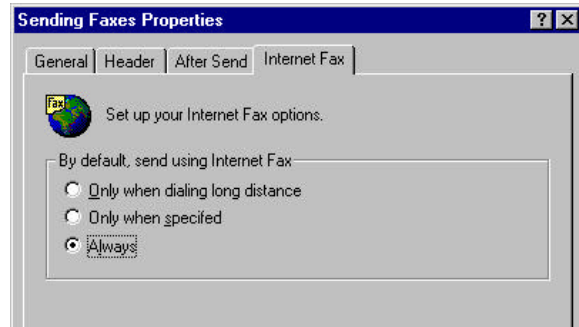 Sending Faxes Properties ? ×
General Header After Send Internet Fax
Fax
Set up your Internet Fax options.
By default, send using Internet Fax
Only when dialing long distance
Only when specifed
Always